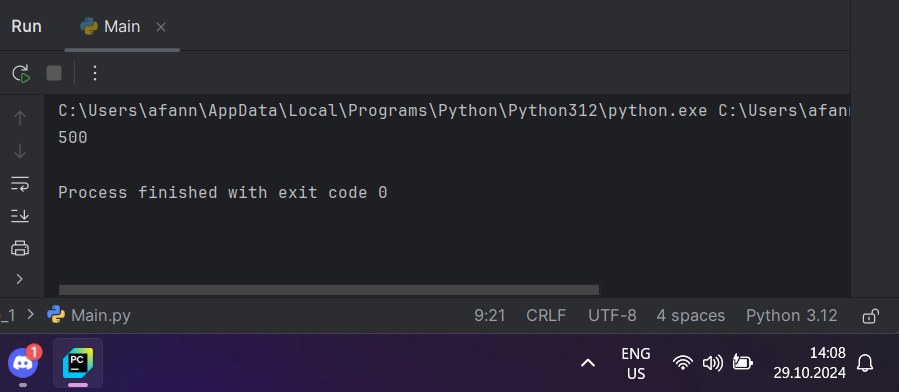 Run Main
C:\Users\afann\AppData\Local\Programs\Python\Python312\python.exe C:\Users\afann
500
Process finished with exit code 0
_1 > Main.py 9:21 CRLF UTF-8 4 spaces Python 3.12
1
PC
ENG
US
14:08
29.10.2024